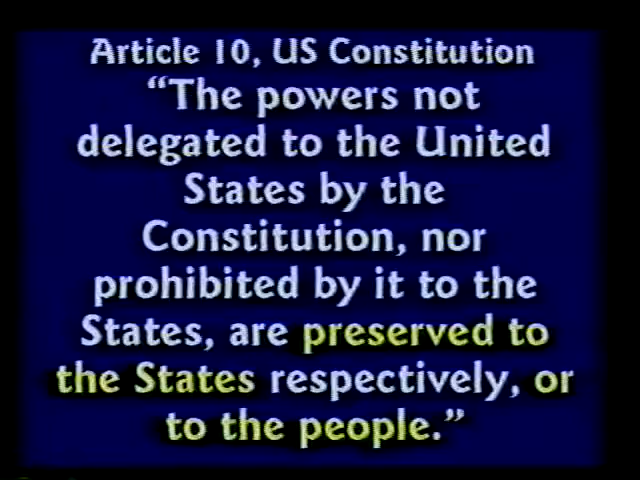 Article 10, US Constitution
“The powers not
delegated to the United
States by the
Constitution, nor
prohibited by it to the
States, are preserved to
the States respectively, or
to the people.”